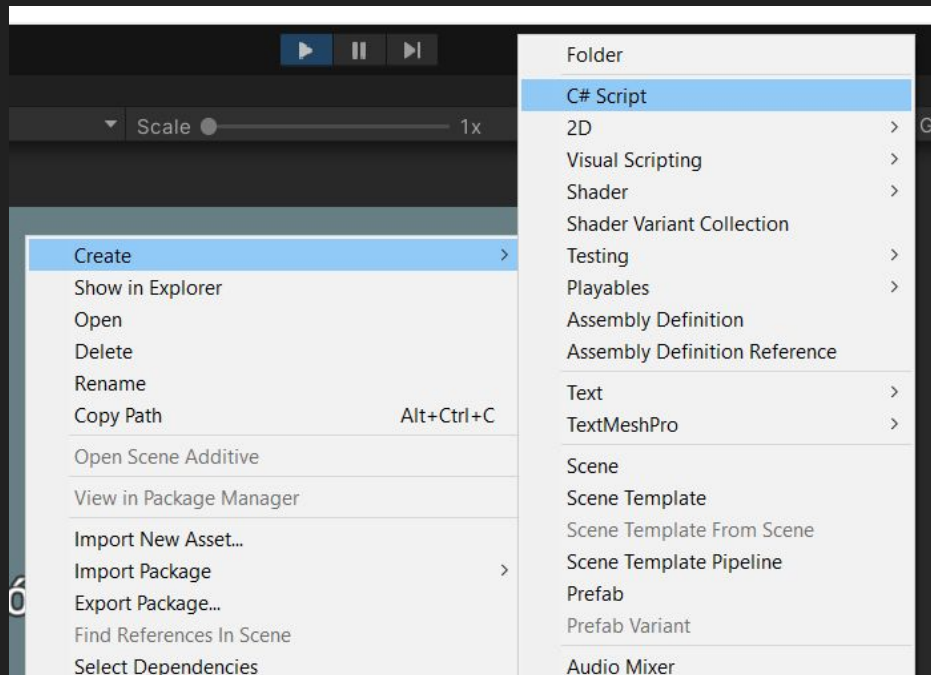 Scale 1x
G
Create
Show in Explorer
Open
Delete
Rename
Copy Path Alt+Ctrl+C
Open Scene Additive
View in Package Manager
Import New Asset...
Import Package
Export Package...
Find References In Scene
Select Dependencies
Folder
C# Script
2D
Visual Scripting
Shader
Shader Variant Collection
Testing
Playables
Assembly Definition
Assembly Definition Reference
Text
TextMeshPro
Scene
Scene Template
Scene Template From Scene
Scene Template Pipeline
Prefab
Prefab Variant
Audio Mixer